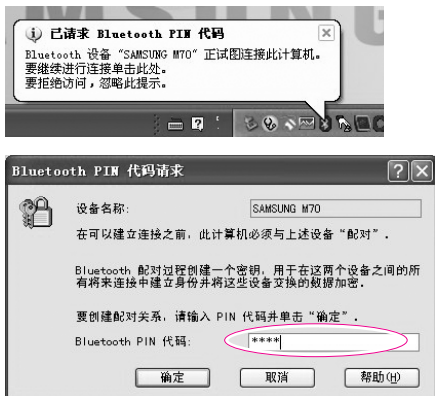 SAMSUNG
已请求 Bluetooth PIN 代码
Bluetooth 设备 “SAMSUNG M70” 正试图连接此计算机。
要继续进行连接单击此处。
要拒绝访问，忽略此提示。
Bluetooth PIN 代码请求
设备名称:
SAMSUNG M70
在可以建立连接之前，此计算机必须与上述设备“配对”.
Bluetooth 配对过程创建一个密钥，用于在这两个设备之间的所
有将来连接中建立身份并将这些设备交换的数据加密.
要创建配对关系，请输入 PIN 代码并单击“确定”.
Bluetooth PIN 代码:
****
确定
取消
帮助(H)